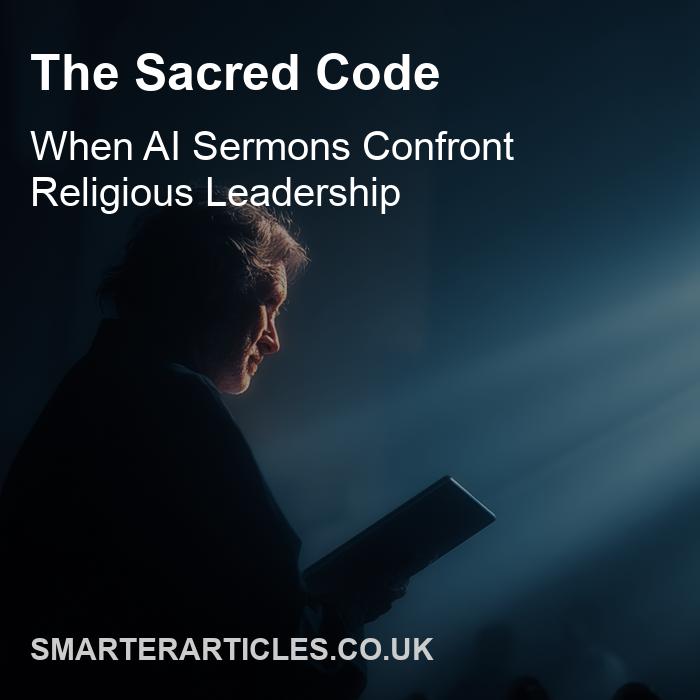 The Sacred Code
When AI Sermons Confront
Religious Leadership
SMARTERARTICLES.CO.UK